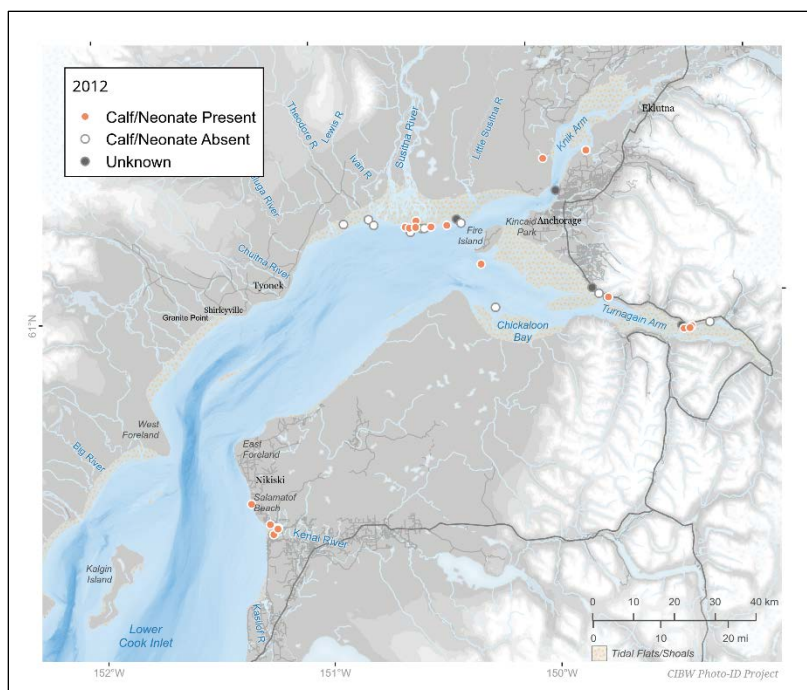 2012
Calf/Neonate Present
Calf/Neonate Absent
Unknown
Theodore R
Lewis R
Ivan R
Susitna River
Little Susitna R
Knik Arm
Eklutna
Kincaid
Park
Anchorage
Fire
Island
Chuitna River
Tyonek
Shirleyville
Granite Point
61°N
Chickaloon
Bay
Turnagain Arm
West
Foreland
Big River
East
Foreland
Nikiski
Salamatof
Beach
Kenai River
Kalgin
Island
Lower
Cook Inlet
Kasilof R
0 10 20 30 40 km
0 10 20 mi
Tidal Flats/Shoals
CIBW Photo-ID Project
152°W
151°W
150°W